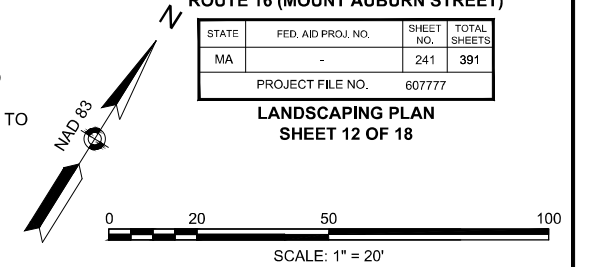 ROUTE 16 (MOUNT AUBURN STREET)
STATE FED. AID PROJ. NO. SHEET NO. TOTAL SHEETS
MA - 241 391
PROJECT FILE NO. 607777
LANDSCAPING PLAN
SHEET 12 OF 18
TO
N
NAD 83
0 20 50 100
SCALE: 1" = 20'